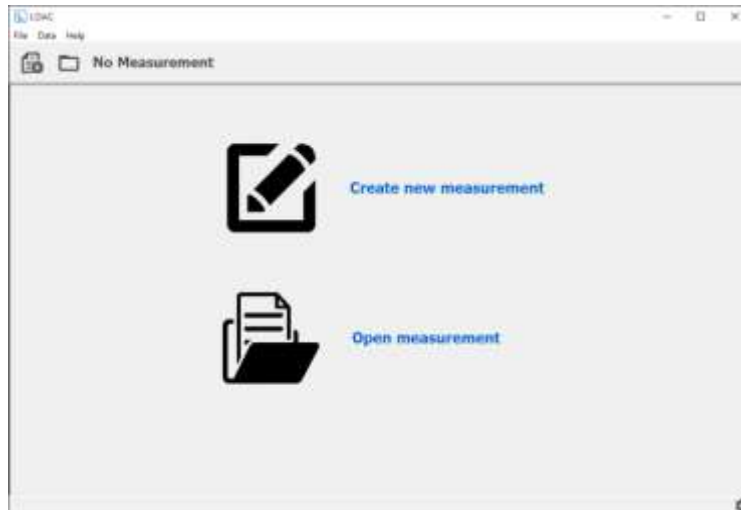 LDAC
File Data Help
No Measurement
Create new measurement
Open measurement